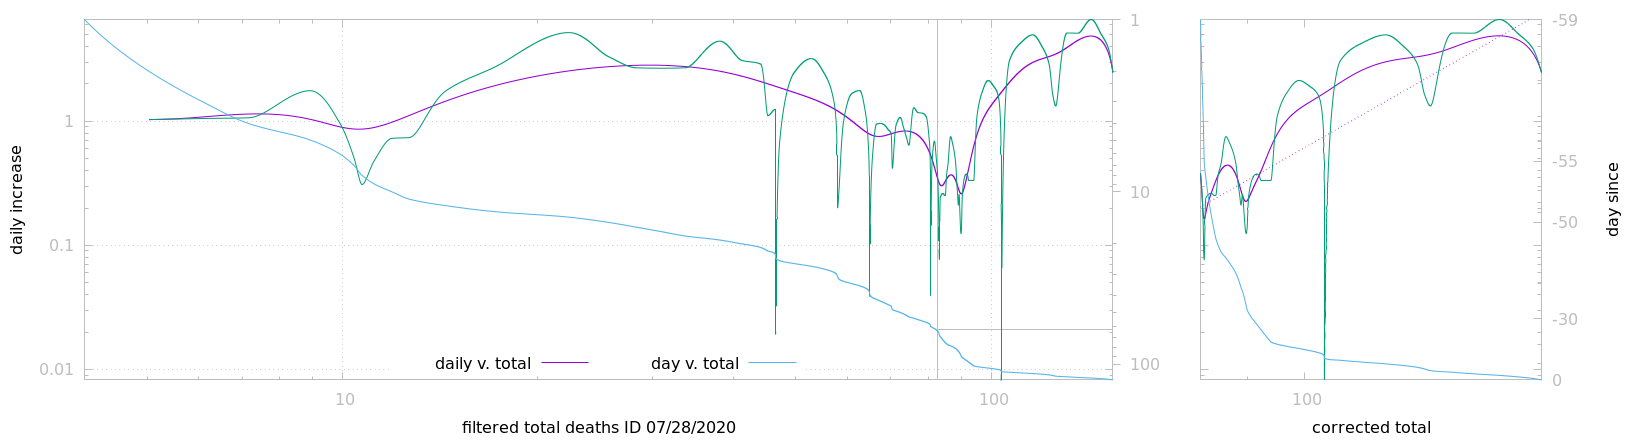 1
0.1
0.01
daily increase
10
100
filtered total deaths ID 07/28/2020
daily v. total
day v. total
1
10
100
-59
-55
-50
-30
0
day since
100
corrected total